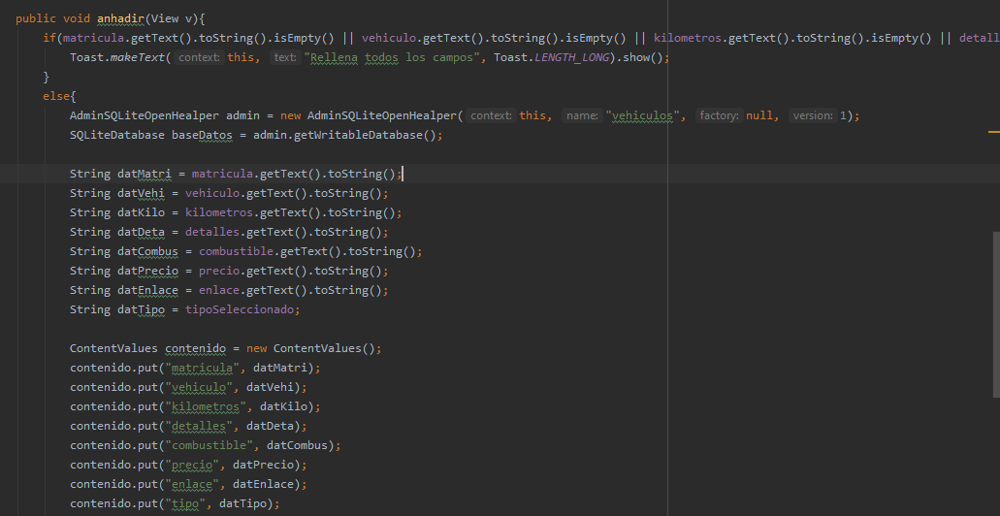 public void anhadir(View v){
if(matricula.getText().toString().isEmpty() || vehiculo.getText().toString().isEmpty() || kilometros.getText().toString().isEmpty() || detall
Toast.makeText( context: this, text: "Rellena todos los campos", Toast.LENGTH_LONG).show();
}
else{
AdminSQLiteOpenHealper admin = new AdminSQLiteOpenHealper( context: this, name: "vehiculos", factory: null, version: 1);
SQLiteDatabase baseDatos = admin.getWritableDatabase();
String datMatri = matricula.getText().toString();
String datVehi = vehiculo.getText().toString();
String datKilo = kilometros.getText().toString();
String datDeta = detalles.getText().toString();
String datCombus = combustible.getText().toString();
String datPrecio = precio.getText().toString();
String datEnlace = enlace.getText().toString();
String datTipo = tipoSeleccionado;
ContentValues contenido = new ContentValues();
contenido.put("matricula", datMatri);
contenido.put("vehiculo", datVehi);
contenido.put("kilometros", datKilo);
contenido.put("detalles", datDeta);
contenido.put("combustible", datCombus);
contenido.put("precio", datPrecio);
contenido.put("enlace", datEnlace);
contenido.put("tipo", datTipo);